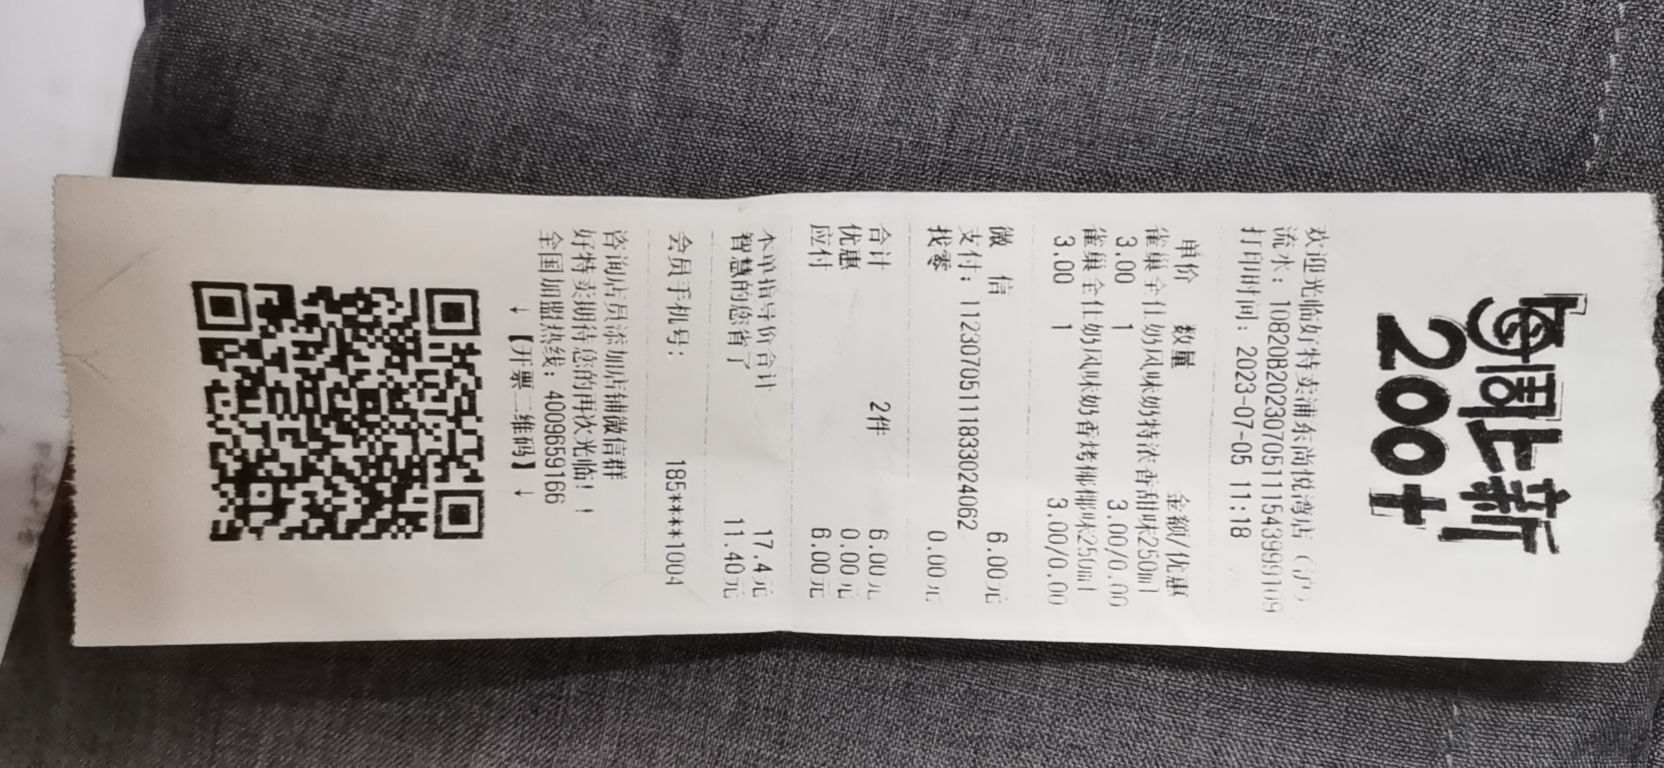 每周上新
200+
欢迎光临好特卖浦东尚悦湾店（沪）
流水：10820820230705111543999109
打印时间：2023-07-05 11:18
单价 数量 金额/优惠
雀巢全仕奶风味奶特浓香甜味250ml
3.00 1 3.00/0.00
雀巢全仕奶风味奶香烤椰椰味250ml
3.00 1 3.00/0.00
微 信 6.00元
支付：112307051118333024062
找零 0.00元
合计 2件 6.00元
优惠 0.00元
应付 6.00元
本单指导价合计 17.4元
智慧的您省了 11.40元
会员手机号： 185****1004
咨询店员添加店铺微信群
好特卖期待您的再次光临！！
全国加盟热线：4009659166
↓ 【开票二维码】 ↓